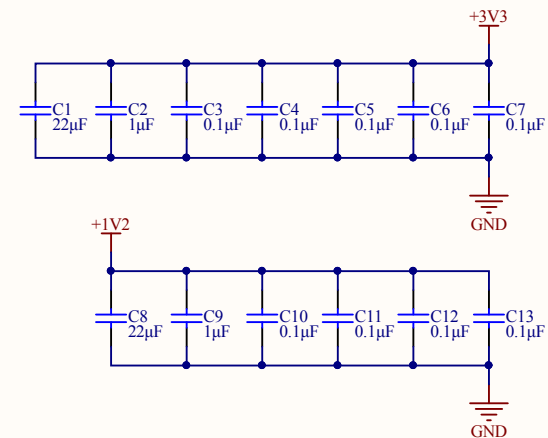 +3V3
C1
22µF
C2
1µF
C3
0.1µF
C4
0.1µF
C5
0.1µF
C6
0.1µF
C7
0.1µF
GND
+1V2
C8
22µF
C9
1µF
C10
0.1µF
C11
0.1µF
C12
0.1µF
C13
0.1µF
GND